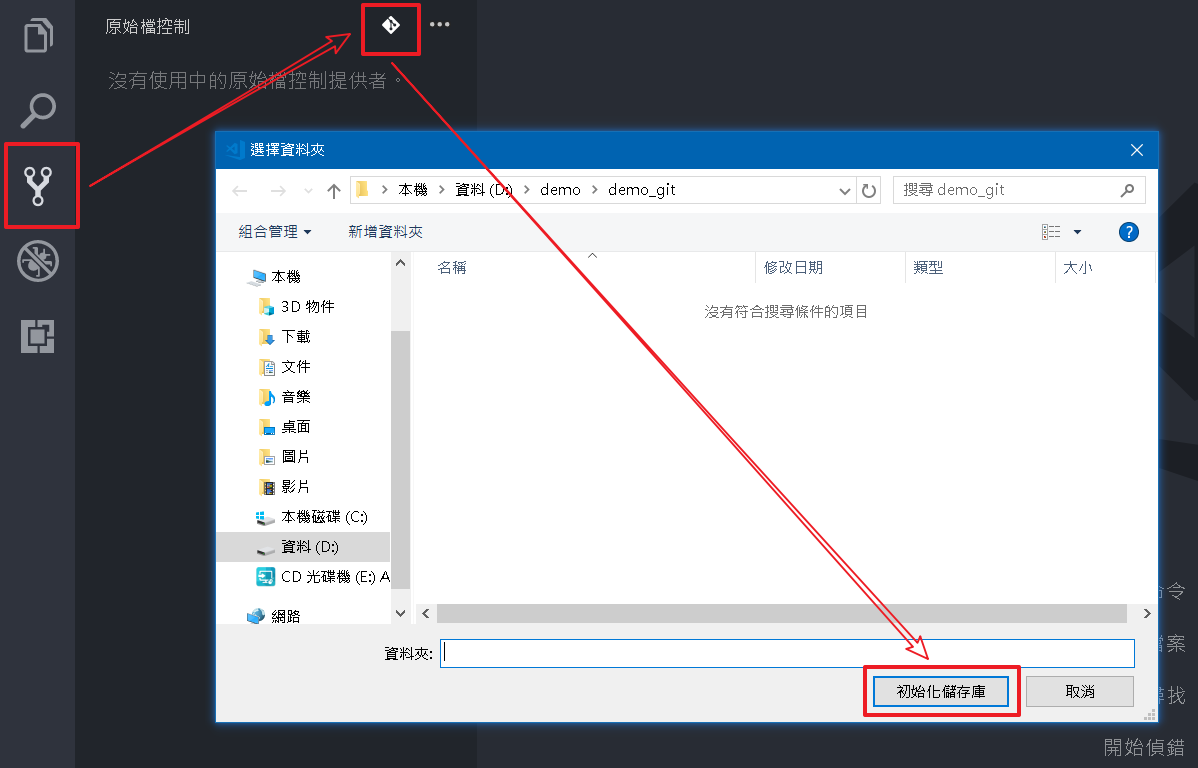 原始檔控制
沒有使用中的原始檔控制提供者。
選擇資料夾
本機 > 資料 (D:) > demo > demo_git
搜尋 demo_git
組合管理
新增資料夾
名稱
修改日期
類型
大小
沒有符合搜尋條件的項目
本機
3D 物件
下載
文件
音樂
桌面
圖片
影片
本機磁碟 (C:)
資料 (D:)
CD 光碟機 (E:) A
網路
資料夾:
初始化儲存庫
取消
令
檔案
尋找
開始偵錯